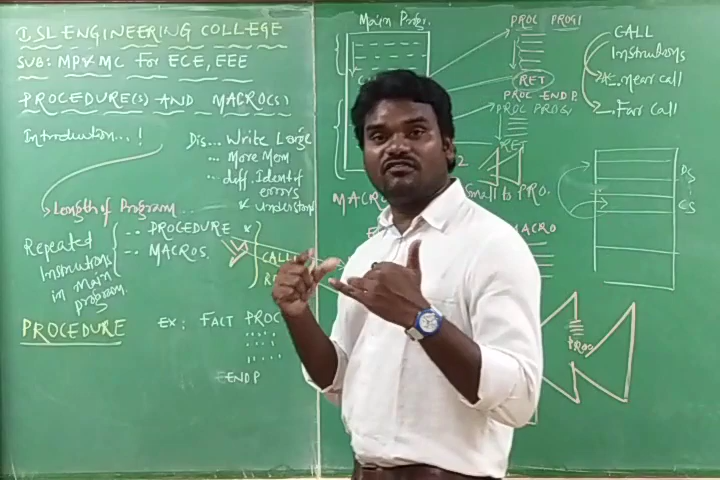 ISL ENGINEERING COLLEGE
SUB: MP & MC For ECE, EEE
PROCEDURE(S) AND MACRO(S)
Introduction...!
Dis... Write Large
... More Mem
... diff. Ident of
errors
* understand
Length of Program
Repeated
Instructions
in main
program.
-- PROCEDURE *
-- MACROS.
CALL
R
PROCEDURE
Ex: FACT PROC
ENDP
Main Prog.
C
PROC PROG1
RET
PROC END P.
PROC PROG1
RET
2
MACRO
Small to PRO.
MACRO
E
PROG
CALL
Instructions
near call
Far call
DS
CS